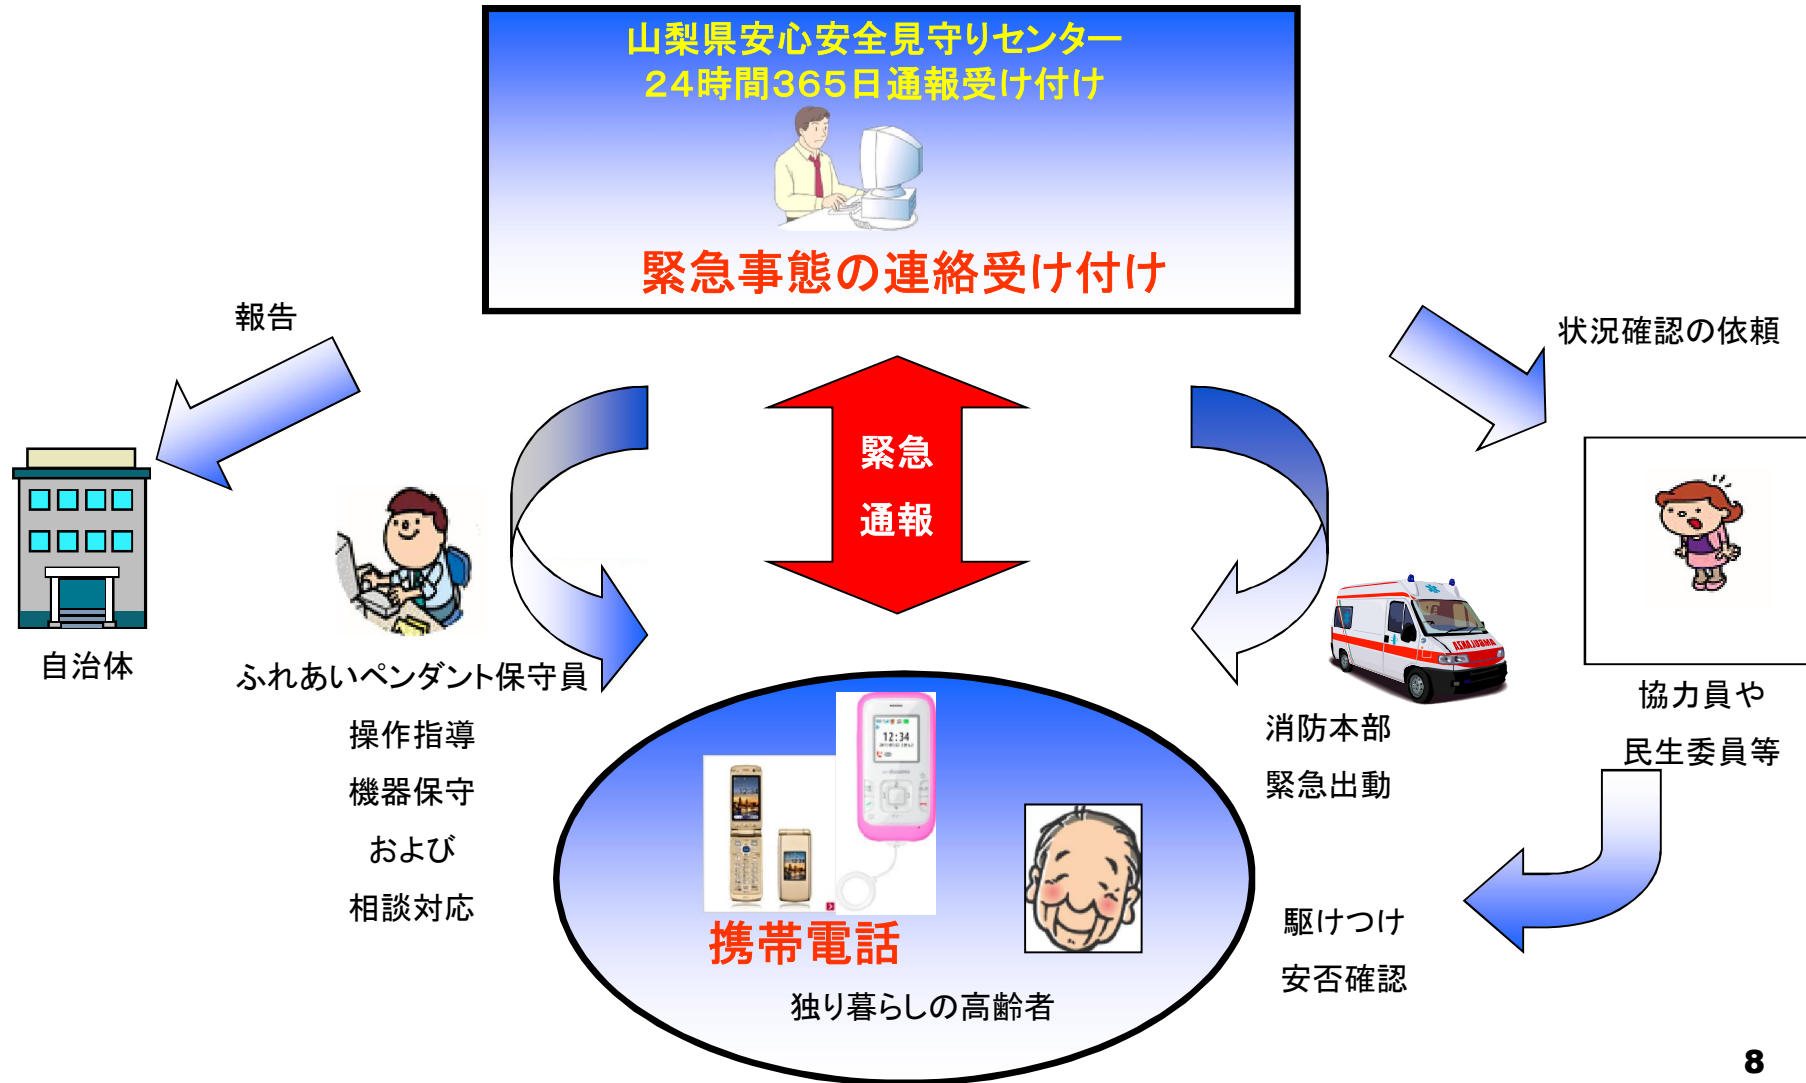 山梨県安心安全見守りセンター
24時間365日通報受け付け
緊急事態の連絡受け付け
報告
状況確認の依頼
緊急
通報
自治体
ふれあいペンダント保守員
操作指導
機器保守
および
相談対応
消防本部
緊急出動
協力員や
民生委員等
駆けつけ
安否確認
12:34
携帯電話
独り暮らしの高齢者
8